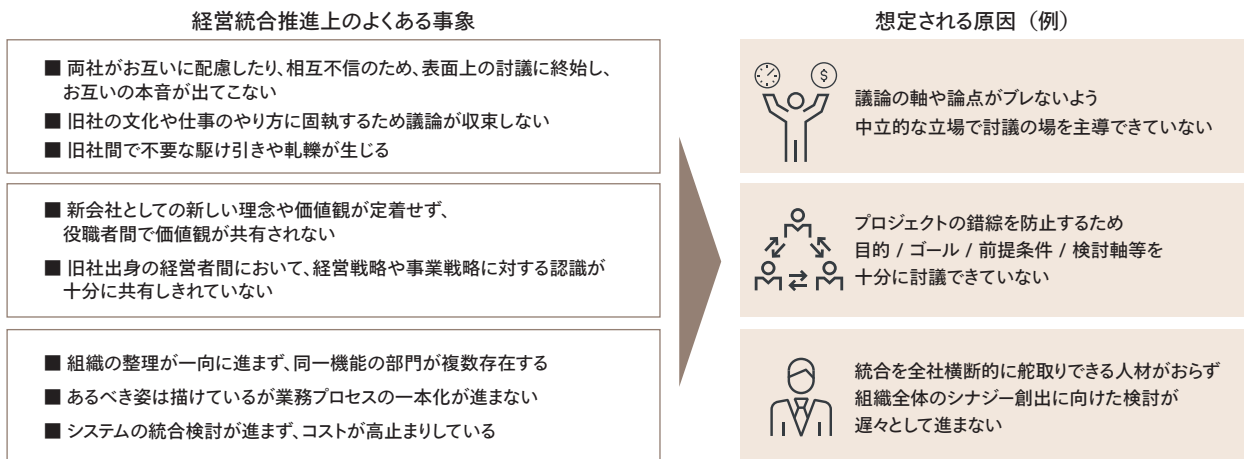 経営統合推進上のよくある事象
■ 両社がお互いに配慮したり、相互不信のため、表面上の討議に終始し、
お互いの本音が出てこない
■ 旧社の文化や仕事のやり方に固執するため議論が収束しない
■ 旧社間で不要な駆け引きや軋轢が生じる
■ 新会社としての新しい理念や価値観が定着せず、
役職者間で価値観が共有されない
■ 旧社出身の経営者間において、経営戦略や事業戦略に対する認識が
十分に共有しきれていない
■ 組織の整理が一向に進まず、同一機能の部門が複数存在する
■ あるべき姿は描けているが業務プロセスの一本化が進まない
■ システムの統合検討が進まず、コストが高止まりしている
想定される原因（例）
$
議論の軸や論点がブレないよう
中立的な立場で討議の場を主導できていない
プロジェクトの錯綜を防止するため
目的 / ゴール / 前提条件 / 検討軸等を
十分に討議できていない
統合を全社横断的に舵取りできる人材がおらず
組織全体のシナジー創出に向けた検討が
遅々として進まない